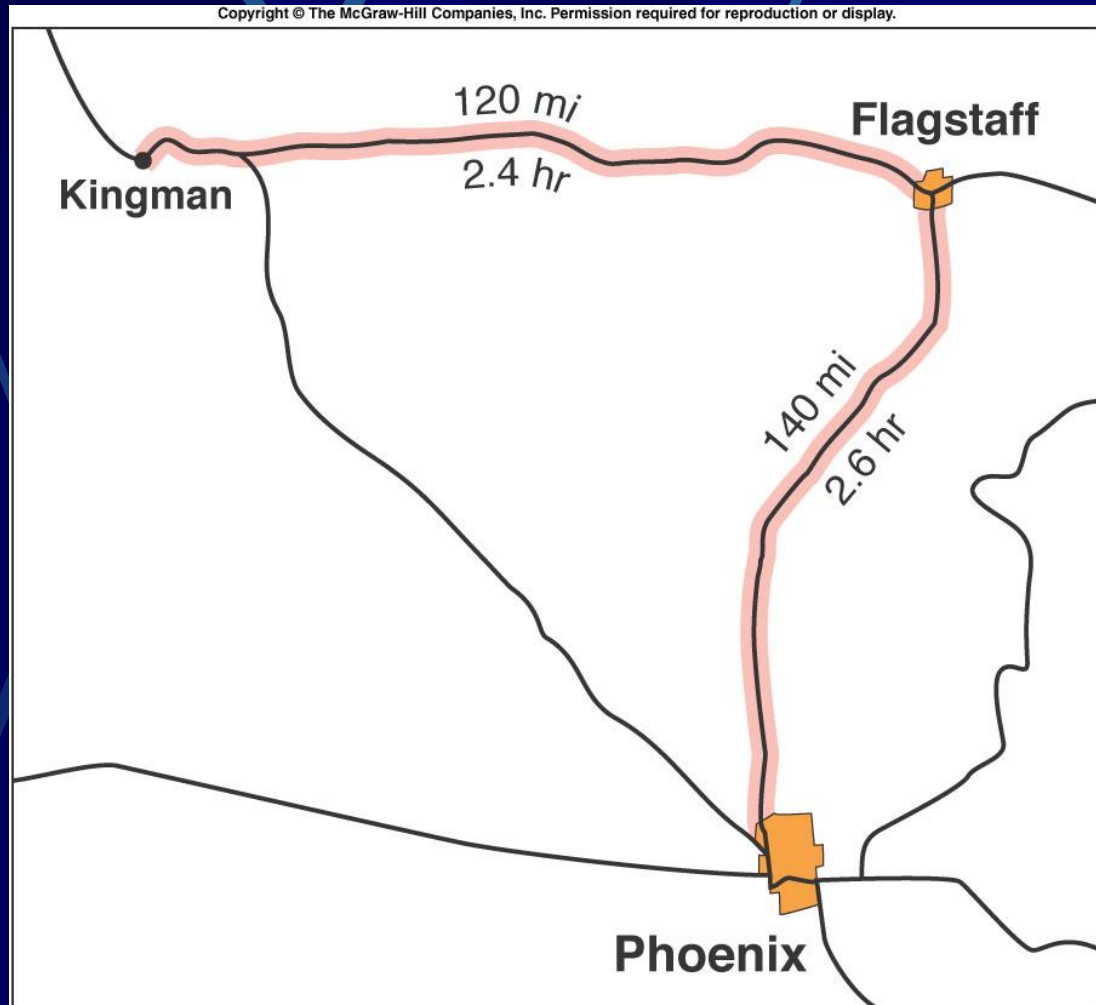 Copyright © The McGraw-Hill Companies, Inc. Permission required for reproduction or display.
120 mi
Flagstaff
2.4 hr
Kingman
140 mi
2.6 hr
Phoenix